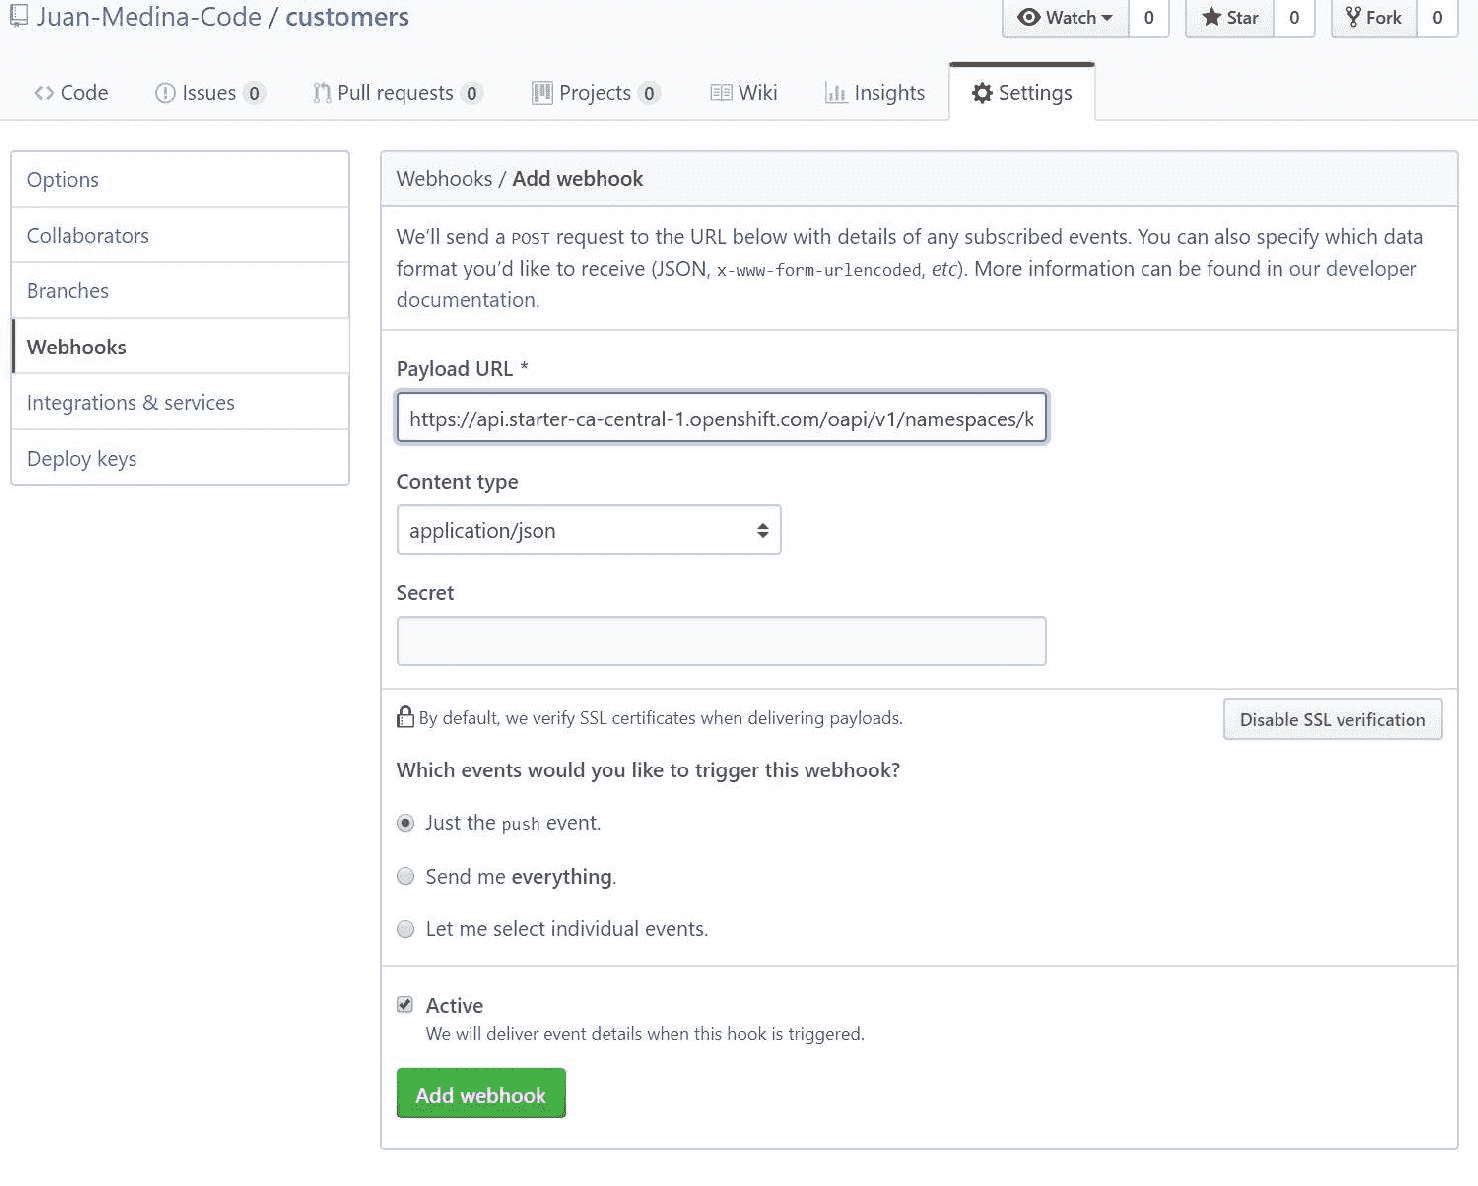 Juan-Medina-Code / customers
Watch 0 Star 0 Fork 0
Code Issues 0 Pull requests 0 Projects 0 Wiki Insights Settings
Options
Collaborators
Branches
Webhooks
Integrations & services
Deploy keys
Webhooks / Add webhook
We'll send a POST request to the URL below with details of any subscribed events. You can also specify which data
format you'd like to receive (JSON, x-www-form-urlencoded, etc). More information can be found in our developer
documentation.
Payload URL *
https://api.starter-ca-central-1.openshift.com/oapi/v1/namespaces/k
Content type
application/json
Secret
By default, we verify SSL certificates when delivering payloads.
Disable SSL verification
Which events would you like to trigger this webhook?
Just the push event.
Send me everything.
Let me select individual events.
Active
We will deliver event details when this hook is triggered.
Add webhook